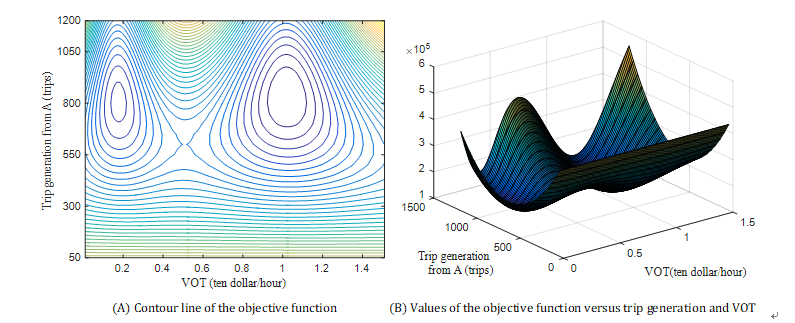 1200
1050
800
550
300
50
Trip generation from A (trips)
0.2 0.4 0.6 0.8 1 1.2 1.4
VOT (ten dollar/hour)
(A) Contour line of the objective function
×10⁵
6
5
4
3
2
1
1500
1000
500
0
Trip generation
from A (trips)
0
0.5
1
1.5
VOT(ten dollar/hour)
(B) Values of the objective function versus trip generation and VOT